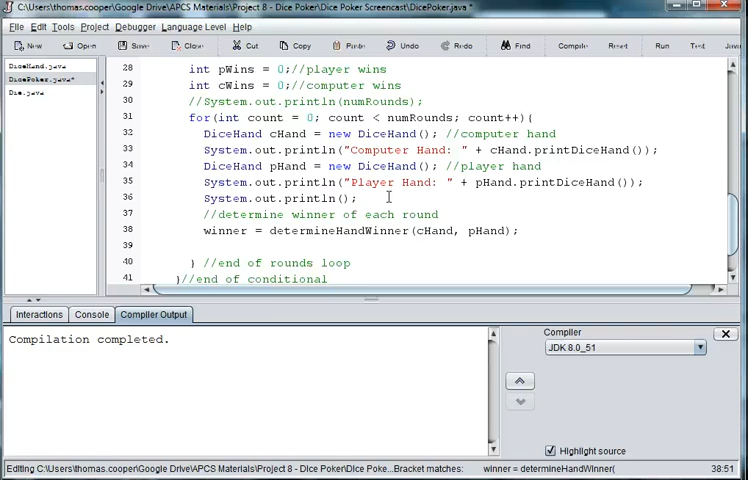 C:\Users\thomas.cooper\Google Drive\APCS Materials\Project 8 - Dice Poker\Dice Poker Screencast\DicePoker.java *
File Edit Tools Project Debugger Language Level Help
New Open Save Close Cut Copy Paste Undo Redo Find Compile Reset Run Test Java
DiceHand.java
DicePoker.java*
Die.java
28 int pWins = 0;//player wins
29 int cWins = 0;//computer wins
30 //System.out.println(numRounds);
31 for(int count = 0; count < numRounds; count++){
32 DiceHand cHand = new DiceHand(); //computer hand
33 System.out.println("Computer Hand: " + cHand.printDiceHand());
34 DiceHand pHand = new DiceHand(); //player hand
35 System.out.println("Player Hand: " + pHand.printDiceHand());
36 System.out.println();
37 //determine winner of each round
38 winner = determineHandWinner(cHand, pHand);
39
40 } //end of rounds loop
41 }//end of conditional
Interactions Console Compiler Output
Compilation completed.
Compiler
JDK 8.0_51
Highlight source
Editing C:\Users\thomas.cooper\Google Drive\APCS Materials\Project 8 - Dice Poker\Dice Poke... Bracket matches: winner = determineHandWinner( 38:51